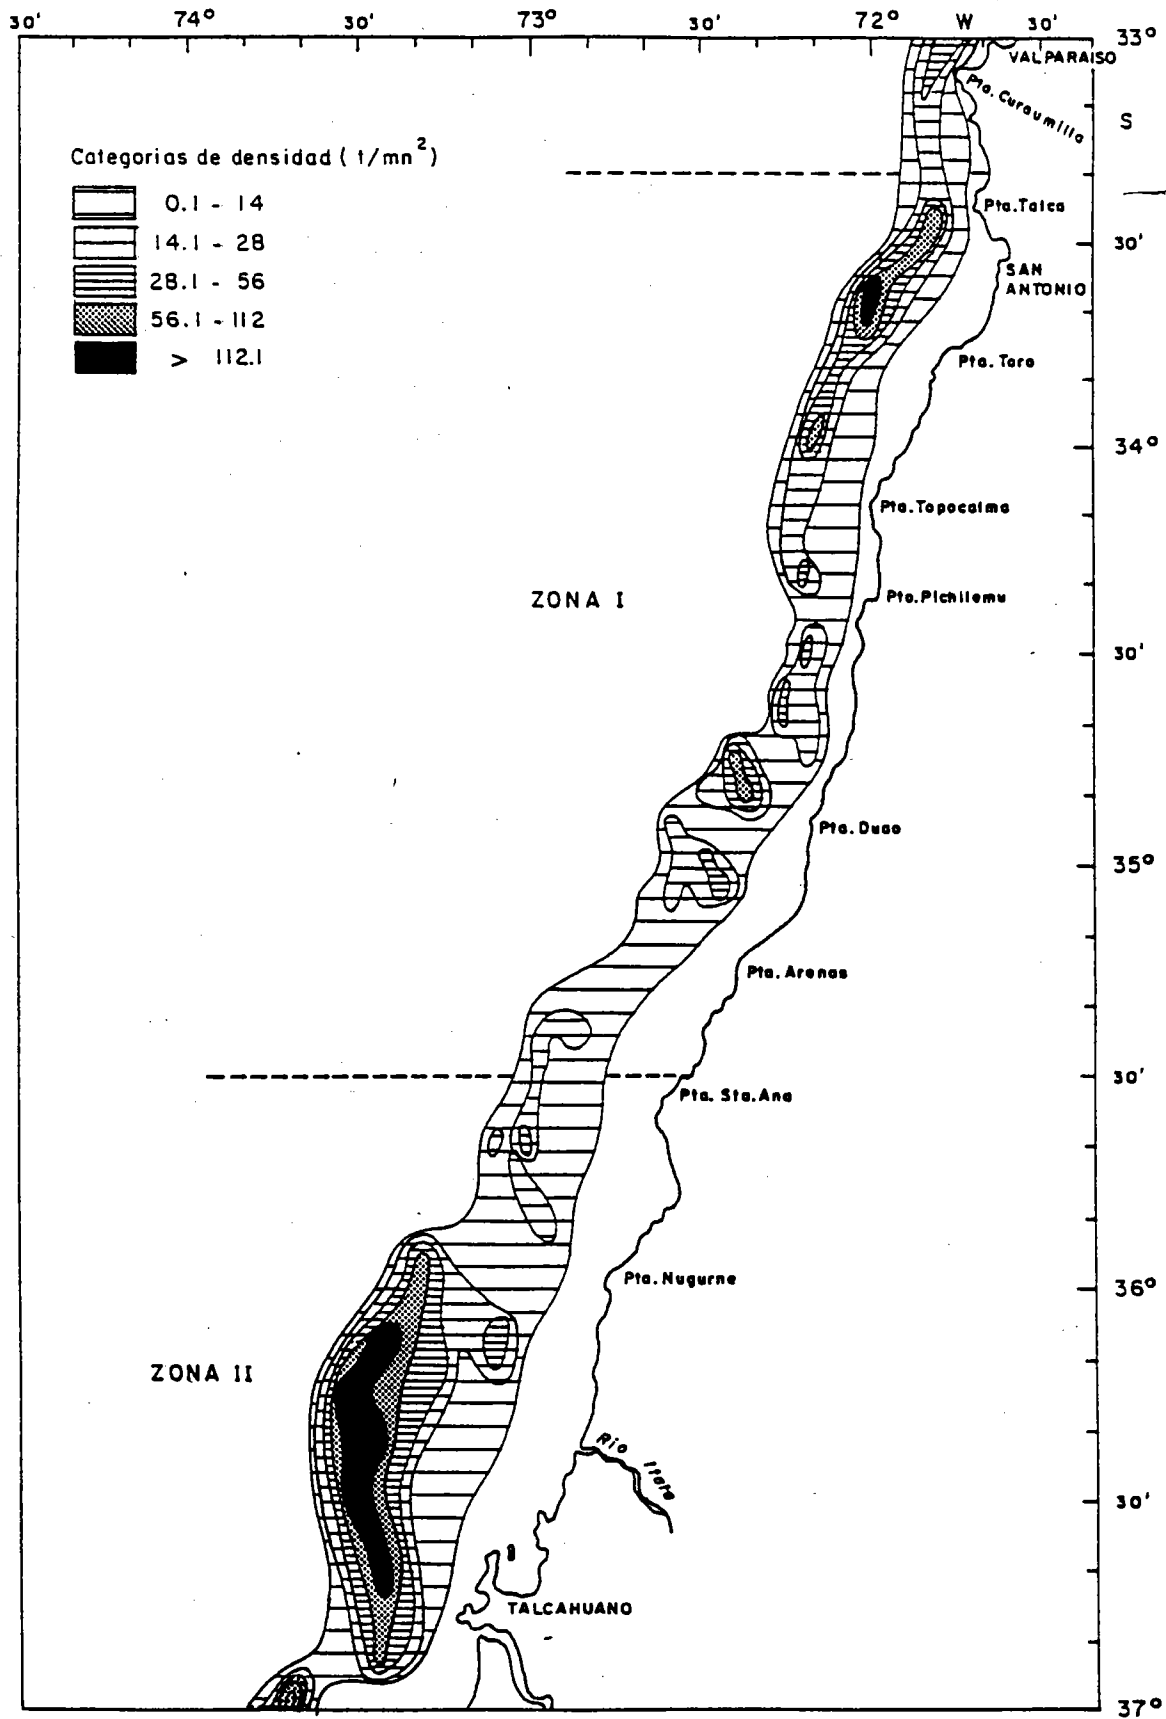 30' 74° 30' 73° 30' 72° W 30'
33°
VALPARAISO
Pta. Curaumilla
S
Categorias de densidad ( t/mn²)
0.1 - 14
14.1 - 28
28.1 - 56
56.1 - 112
> 112.1
Pta. Talca
30'
SAN
ANTONIO
Pta. Toro
34°
Pta. Topocalma
ZONA I
Pta. Pichilemu
30'
Pta. Duao
35°
Pta. Arenas
30'
Pta. Sta. Ana
Pta. Nugurne
36°
ZONA II
Rio Itata
30'
TALCAHUANO
37°